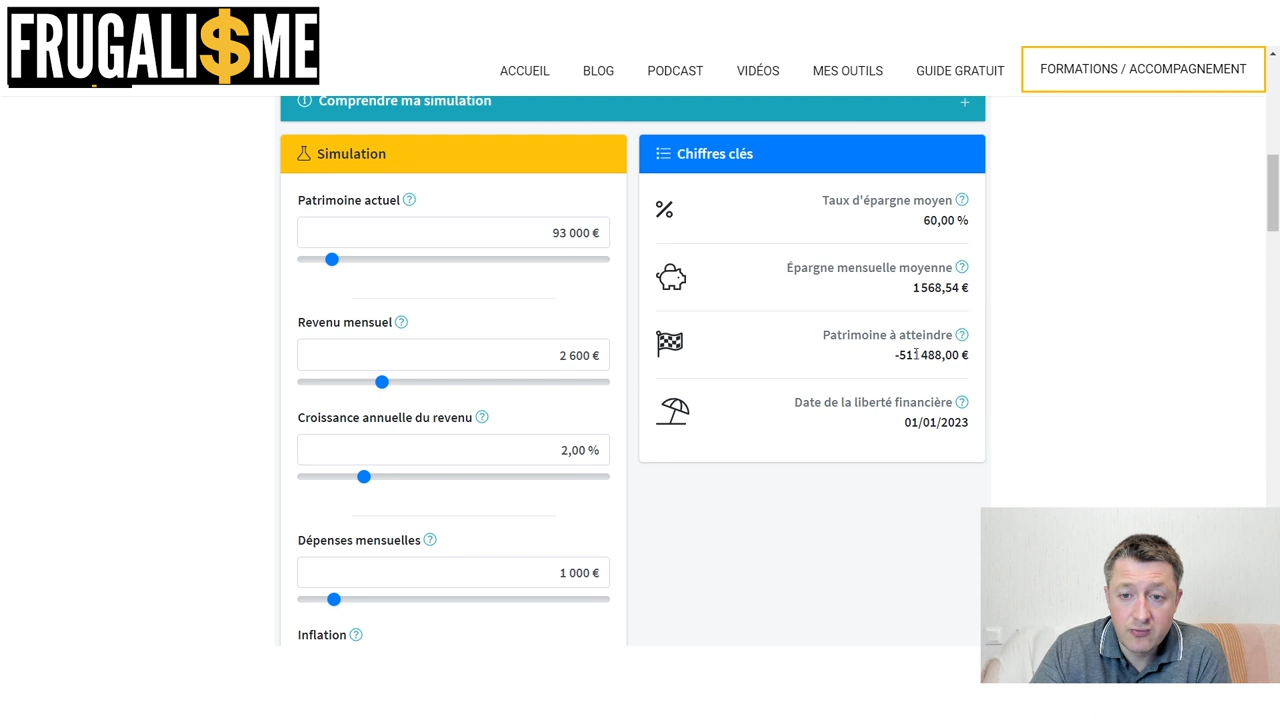 FRUGALI$ME
ACCUEIL
BLOG
PODCAST
VIDÉOS
MES OUTILS
GUIDE GRATUIT
FORMATIONS / ACCOMPAGNEMENT
Comprendre ma simulation
+
Simulation
Patrimoine actuel ?
93 000 €
Revenu mensuel ?
2 600 €
Croissance annuelle du revenu ?
2,00 %
Dépenses mensuelles ?
1 000 €
Inflation ?
Chiffres clés
%
Taux d'épargne moyen ?
60,00 %
Épargne mensuelle moyenne ?
1 568,54 €
Patrimoine à atteindre ?
488,00 €
Date de la liberté financière ?
01/01/2023